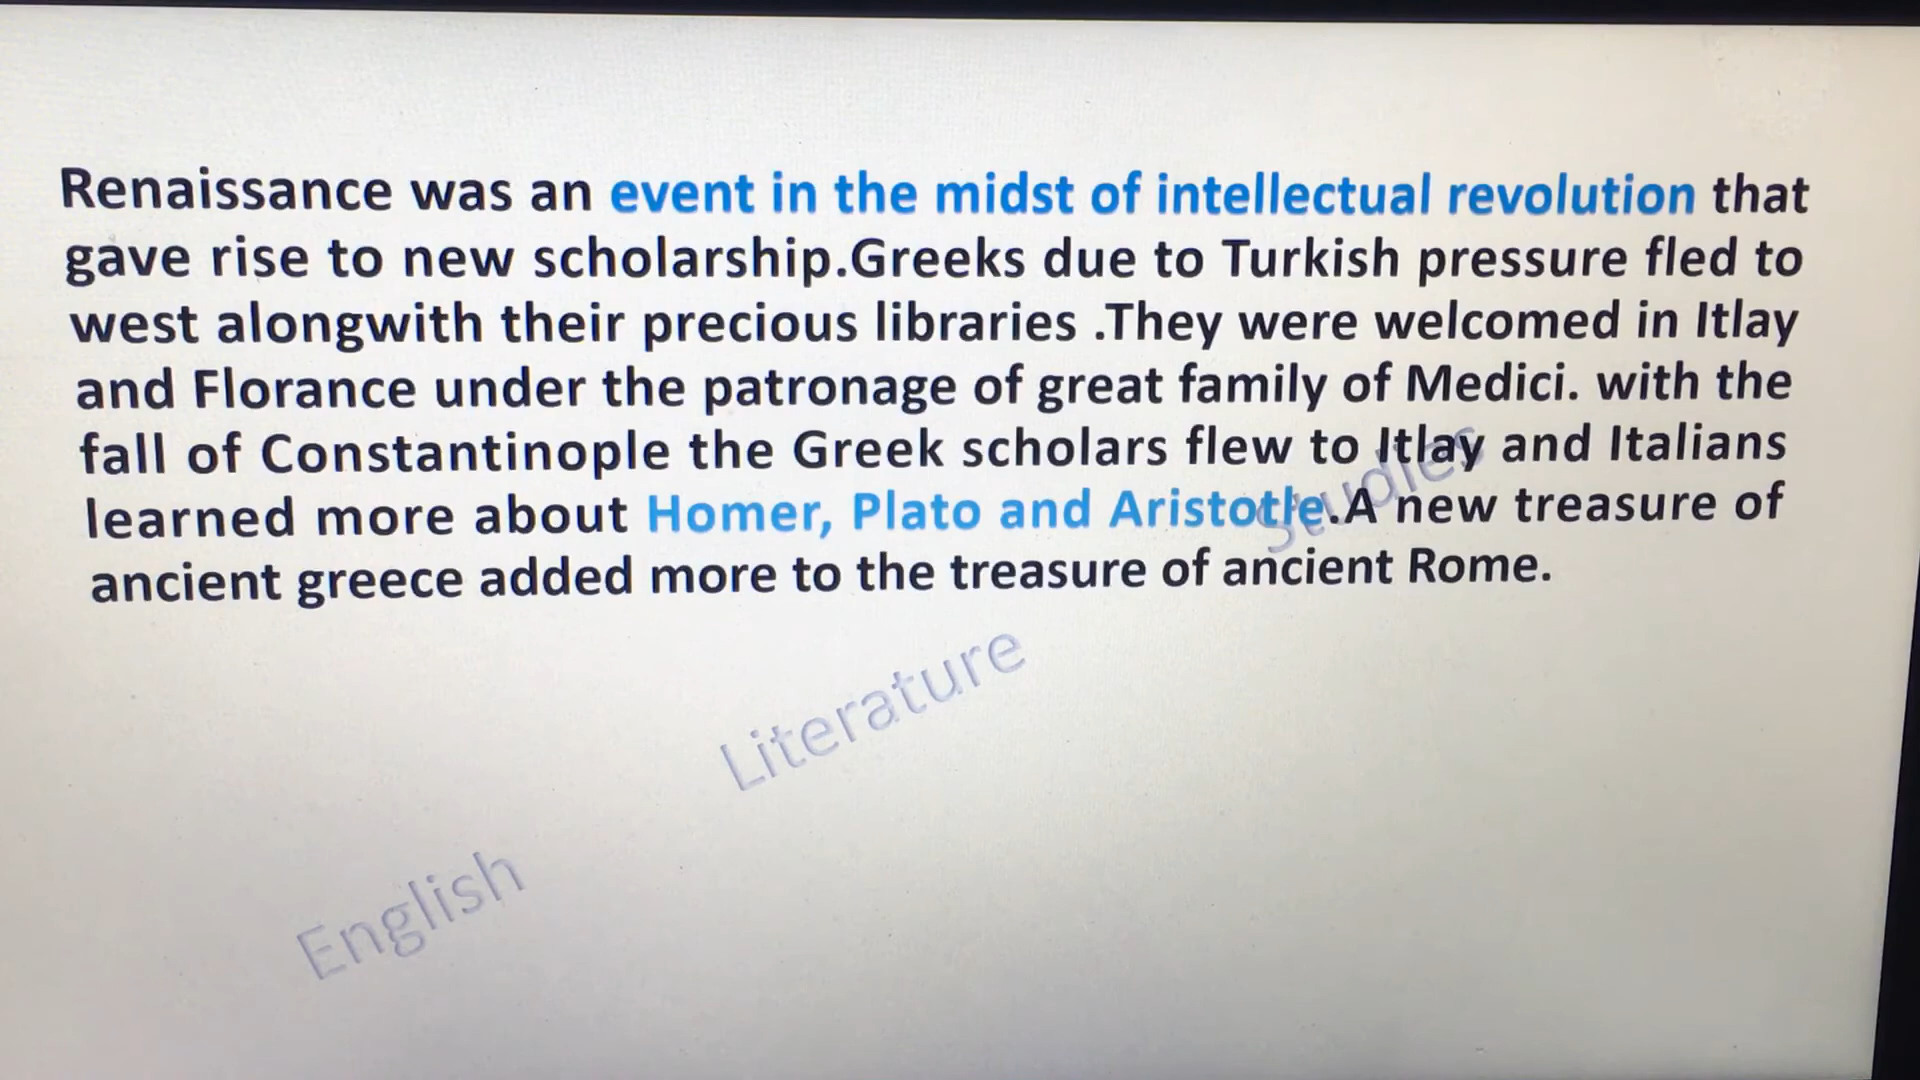 Renaissance was an event in the midst of intellectual revolution that
gave rise to new scholarship.Greeks due to Turkish pressure fled to
west alongwith their precious libraries .They were welcomed in Itlay
and Florance under the patronage of great family of Medici. with the
fall of Constantinople the Greek scholars flew to Itlay and Italians
learned more about Homer, Plato and Aristotle.A new treasure of
ancient greece added more to the treasure of ancient Rome.
English Literature Studies